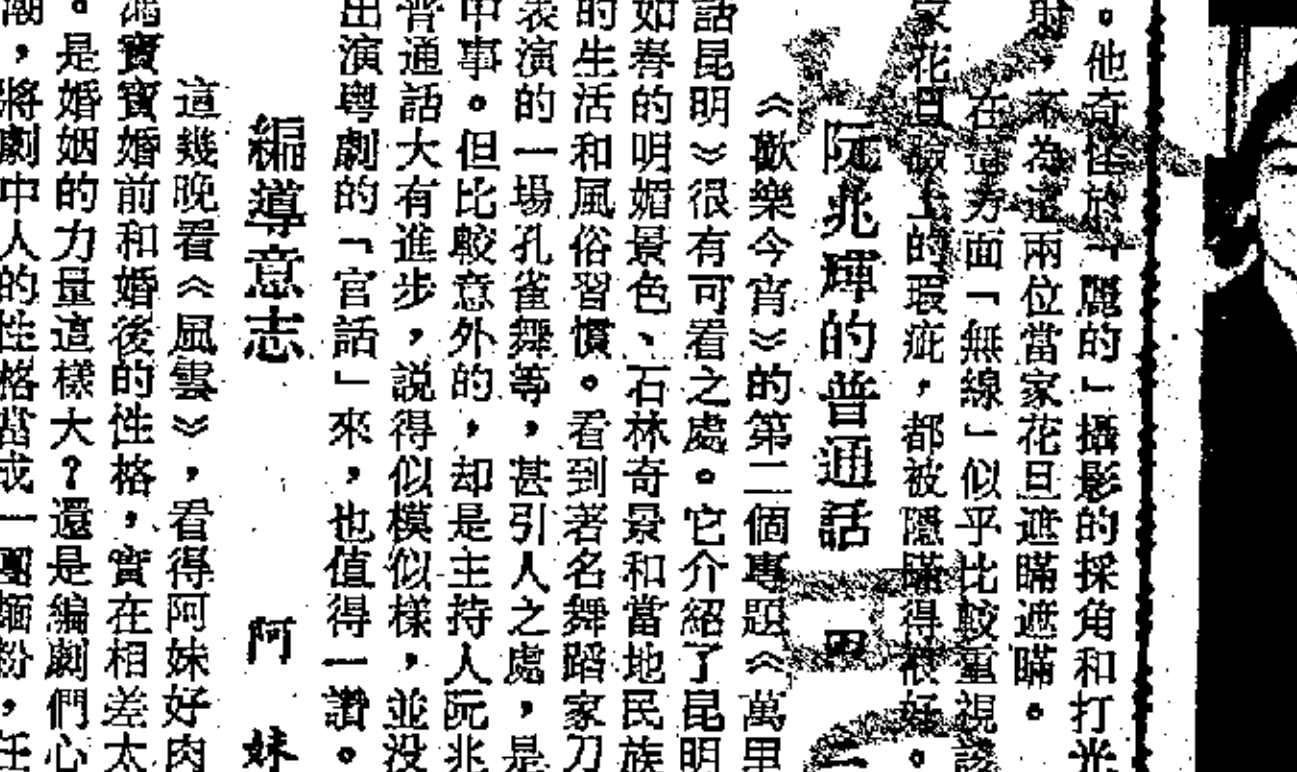 。他奇怪於「麗的」攝影的採角和打光
射，不為這兩位當家花旦遮瞞遮瞞。
在這方面「無線」似乎比較重視該
家花旦臉上的瑕疵，都被隱瞞得很好。
阮兆輝的普通話
《歡樂今宵》的第二個專題《萬里
話昆明》很有可看之處。它介紹了昆明
如春的明媚景色、石林奇景和當地民族
的生活和風俗習慣。看到著名舞蹈家刀
表演的一場孔雀舞等，甚引人之處，是
中事。但比較意外的，却是主持人阮兆
普通話大有進步，説得似模似樣，並没
出演粵劇的「官話」來，也值得一讚。
編導意志 阿妹
這幾晚看《風雲》，看得阿妹好肉
馮寶寶婚前和婚後的性格，實在相差太
。是婚姻的力量這樣大？還是編劇們心
潮，將劇中人的性格當成一團麵粉，任